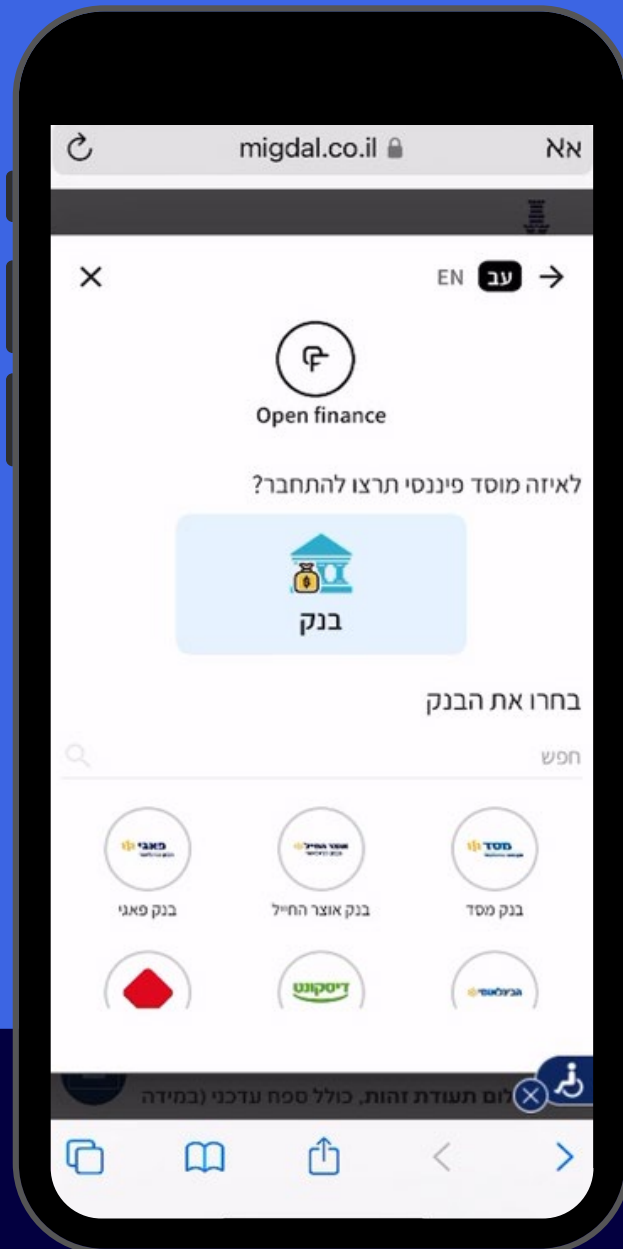 migdal.co.il
אא
עב EN
Open finance
לאיזה מוסד פיננסי תרצו להתחבר?
בנק
בחרו את הבנק
חפש
מסד
אוצר החייל
פאגי
בנק מסד
בנק אוצר החייל
בנק פאגי
הבינלאומי
דיסקונט
לום תעודת זהות, כולל ספח עדכני (במידה